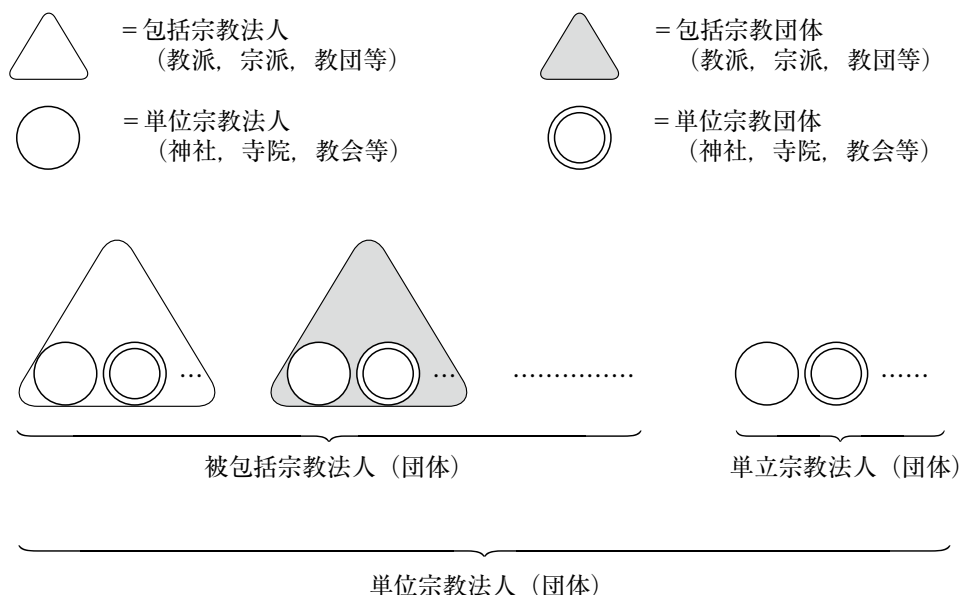 ＝包括宗教法人
（教派，宗派，教団等）
＝包括宗教団体
（教派，宗派，教団等）
＝単位宗教法人
（神社，寺院，教会等）
＝単位宗教団体
（神社，寺院，教会等）
… … …………… ……
被包括宗教法人（団体）
単立宗教法人（団体）
単位宗教法人（団体）